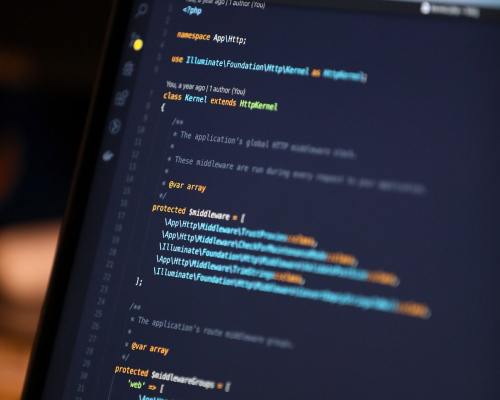 year ago | 1 author (You)
<?php
namespace App\Http;
use Illuminate\Foundation\Http\Kernel as HttpKernel;
You, a year ago | 1 author (You)
class Kernel extends HttpKernel
{
/**
* The application's global HTTP middleware stack.
*
* These middleware are run during every request to your application.
*
* @var array
*/
protected $middleware = [
\App\Http\Middleware\TrustProxies::class,
\App\Http\Middleware\CheckForMaintenanceMode::class,
\Illuminate\Foundation\Http\Middleware\ValidatePostSize::class,
\App\Http\Middleware\TrimStrings::class,
\Illuminate\Foundation\Http\Middleware\ConvertEmptyStringsToNull::class,
];
/**
* The application's route middleware groups.
*
* @var array
*/
protected $middlewareGroups = [
'web' => [